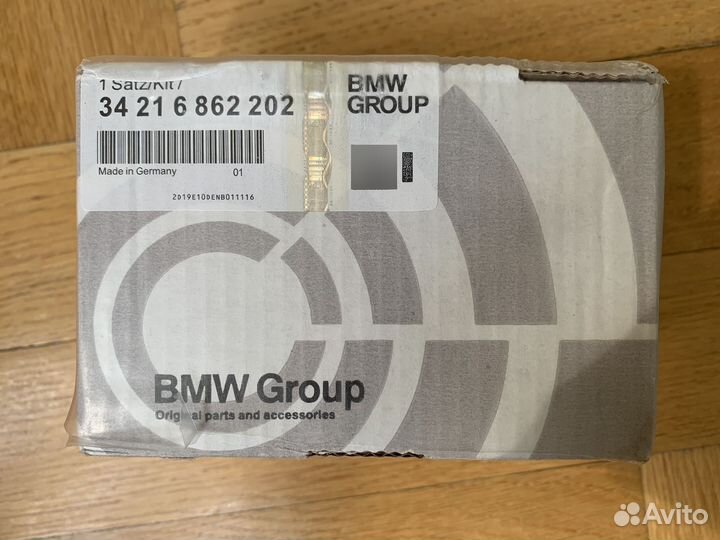 1 Satz/Kit /
34 21 6 862 202
BMW
GROUP
Made in Germany 01
2D19E10DENB011116
BMW Group
Original parts and accessories
Avito